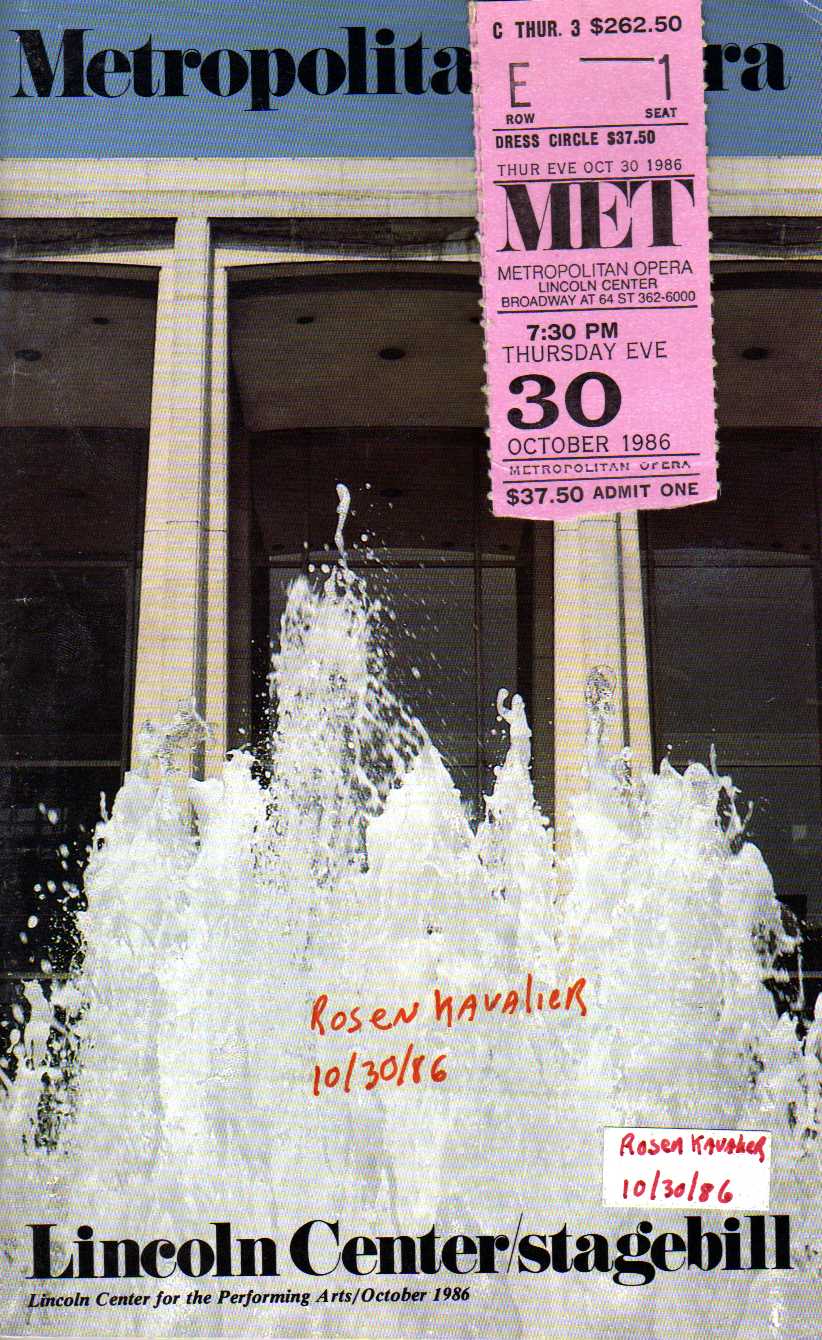 Metropolita
ra
C THUR. 3 $262.50
E 1
ROW SEAT
DRESS CIRCLE $37.50
THUR EVE OCT 30 1986
MET
METROPOLITAN OPERA
LINCOLN CENTER
BROADWAY AT 64 ST 362-6000
7:30 PM
THURSDAY EVE
30
OCTOBER 1986
METROPOLITAN OPERA
$37.50 ADMIT ONE
Rosen Kavalier
10/30/86
Rosen Kavalier
10/30/86
Lincoln Center/stagebill
Lincoln Center for the Performing Arts/October 1986